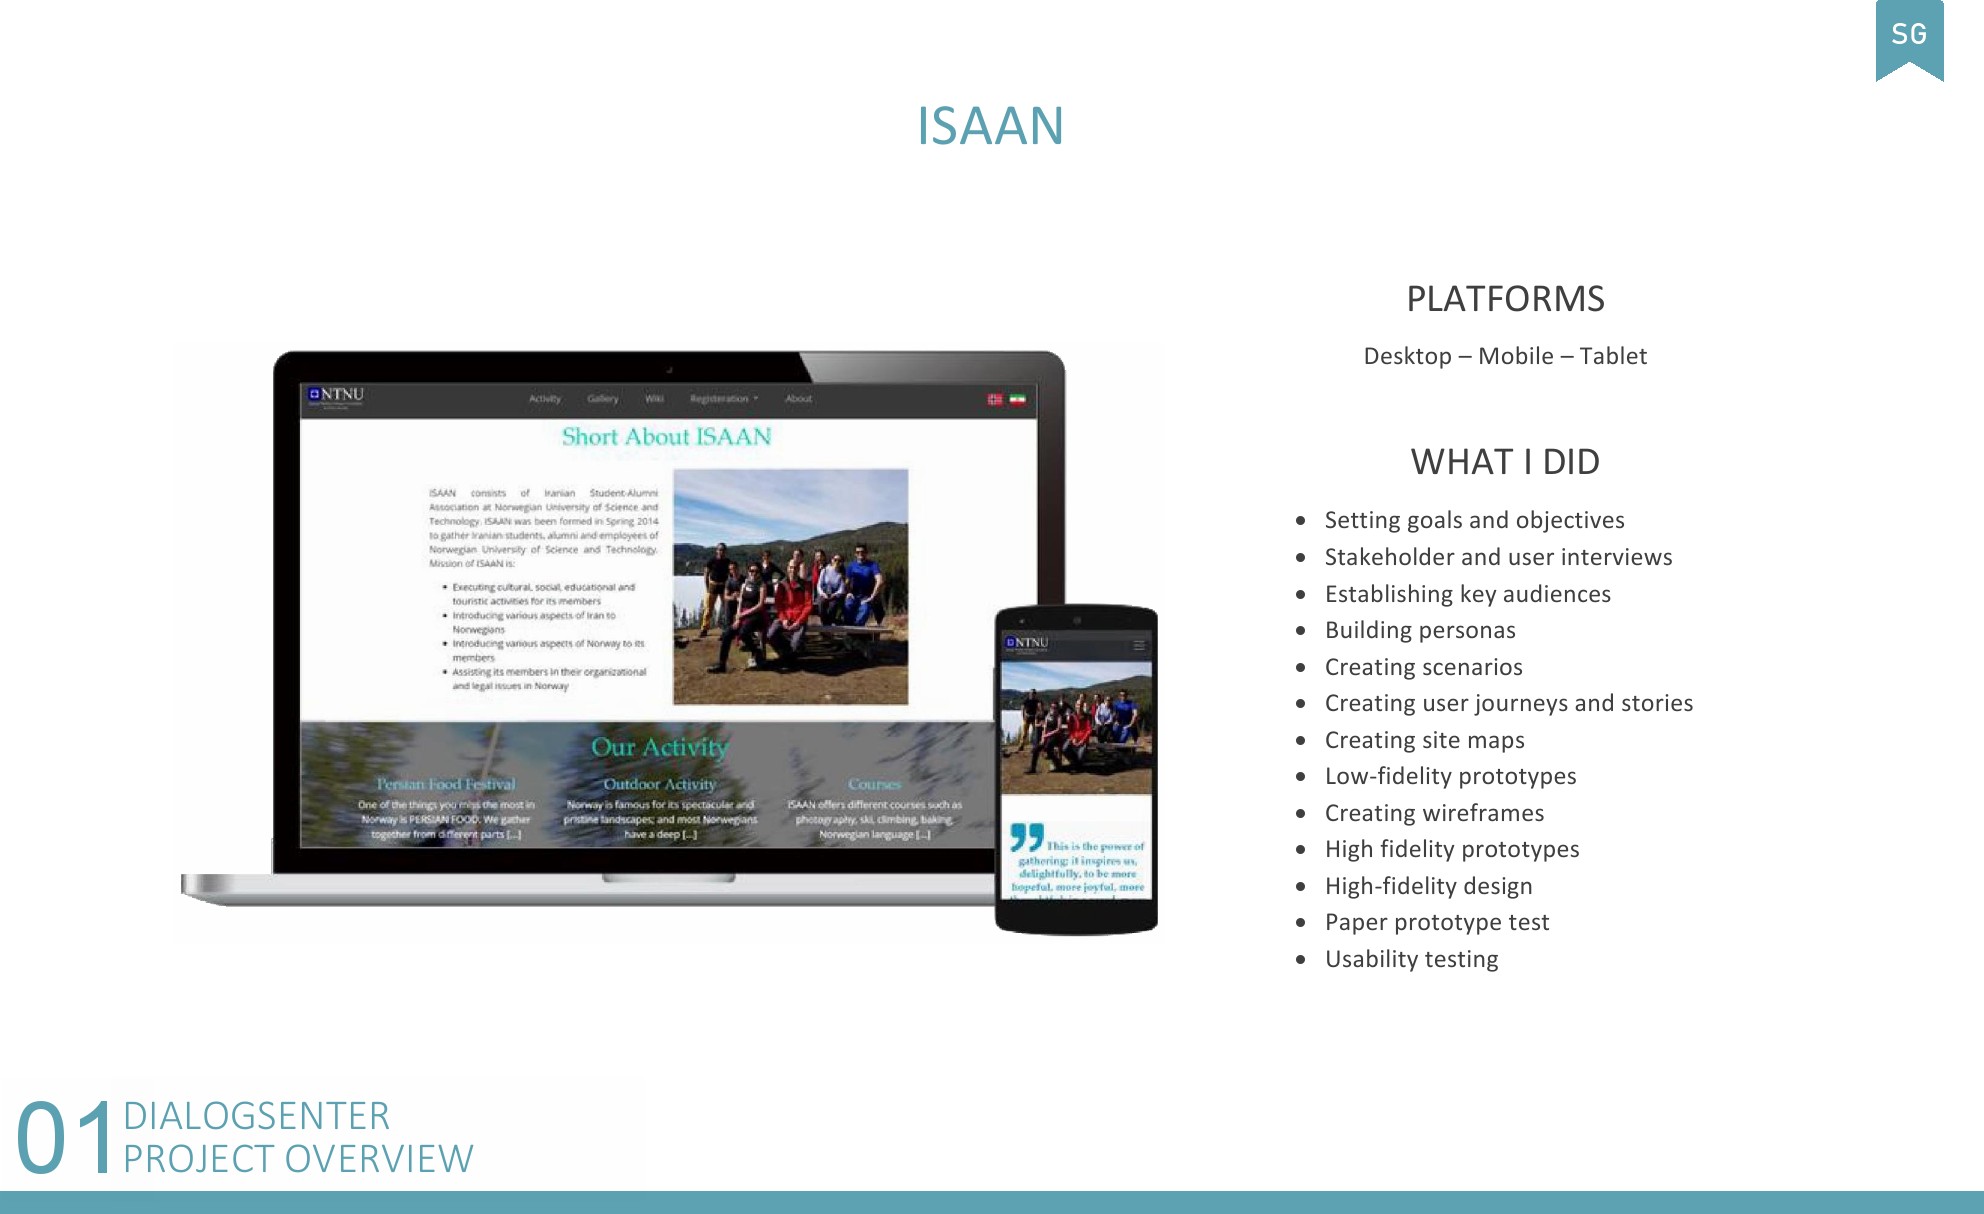 SG
ISAAN
NTNU
Activity
Gallery
Wiki
Registeration
About
Short About ISAAN
ISAAN consists of Iranian Student-Alumni
Association at Norwegian University of Science and
Technology. ISAAN was been formed in Spring 2014
to gather Iranian students, alumni and employees of
Norwegian University of Science and Technology.
Mission of ISAAN is:
• Executing cultural, social, educational and
touristic activities for its members
• Introducing various aspects of Iran to
Norwegians
• Introducing various aspects of Norway to its
members
• Assisting its members in their organizational
and legal issues in Norway
Our Activity
Persian Food Festival
One of the things you miss the most in
Norway is PERSIAN FOOD. We gather
together from different parts [...]
Outdoor Activity
Norway is famous for its spectacular and
pristine landscapes; and most Norwegians
have a deep [...]
Courses
ISAAN offers different courses such as
photography, ski, climbing, baking,
Norwegian language [...]
NTNU
This is the power of
gathering: it inspires us,
delightfully, to be more
hopeful, more joyful, more
PLATFORMS
Desktop – Mobile – Tablet
WHAT I DID
• Setting goals and objectives
• Stakeholder and user interviews
• Establishing key audiences
• Building personas
• Creating scenarios
• Creating user journeys and stories
• Creating site maps
• Low-fidelity prototypes
• Creating wireframes
• High fidelity prototypes
• High-fidelity design
• Paper prototype test
• Usability testing
01
DIALOGSENTER
PROJECT OVERVIEW